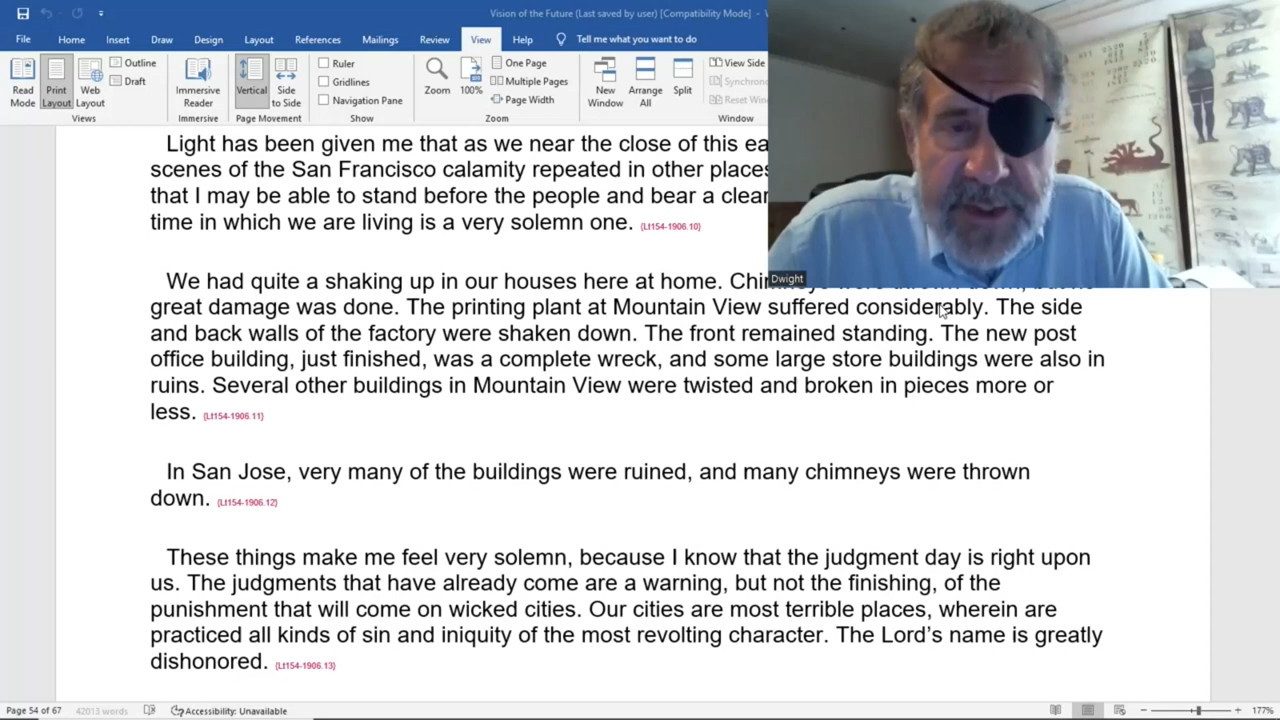 Vision of the Future (Last saved by user) [Compatibility Mode] -
File Home Insert Draw Design Layout References Mailings Review View Help Tell me what you want to do
Read Mode
Print Layout
Web Layout
Outline
Draft
Views
Immersive Reader
Immersive
Vertical
Side to Side
Page Movement
Ruler
Gridlines
Navigation Pane
Show
Zoom
100%
One Page
Multiple Pages
Page Width
Zoom
New Window
Arrange All
Split
View Side
Synchron
Reset Win
Window
Light has been given me that as we near the close of this
scenes of the San Francisco calamity repeated in other places
that I may be able to stand before the people and bear a
time in which we are living is a very solemn one. {Lt154-1906.10}
We had quite a shaking up in our houses here at home.
great damage was done. The printing plant at Mountain View suffered considerably. The side
and back walls of the factory were shaken down. The front remained standing. The new post
office building, just finished, was a complete wreck, and some large store buildings were also in
ruins. Several other buildings in Mountain View were twisted and broken in pieces more or
less. {Lt154-1906.11}
In San Jose, very many of the buildings were ruined, and many chimneys were thrown
down. {Lt154-1906.12}
These things make me feel very solemn, because I know that the judgment day is right upon
us. The judgments that have already come are a warning, but not the finishing, of the
punishment that will come on wicked cities. Our cities are most terrible places, wherein are
practiced all kinds of sin and iniquity of the most revolting character. The Lord's name is greatly
dishonored. {Lt154-1906.13}
Dwight
Page 54 of 67 42013 words Accessibility: Unavailable 177%